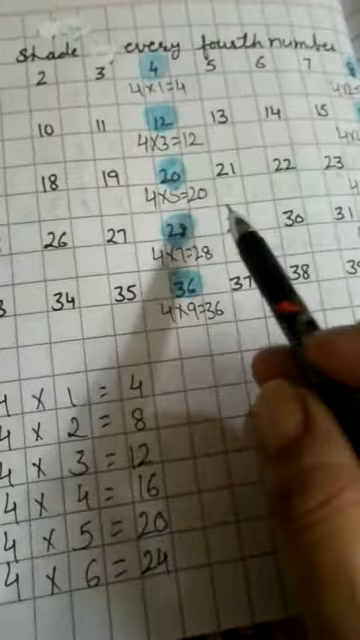 Shade every fourth number
2 3 4 5 6 7 8
4×1=4
10 11 12 13 14 15
4×3=12
18 19 20 21 22 23
4×5=20
26 27 28 30 31
4×7=28
34 35 36 37 38
4×9=36
4 × 1 = 4
4 × 2 = 8
4 × 3 = 12
4 × 4 = 16
4 × 5 = 20
4 × 6 = 24